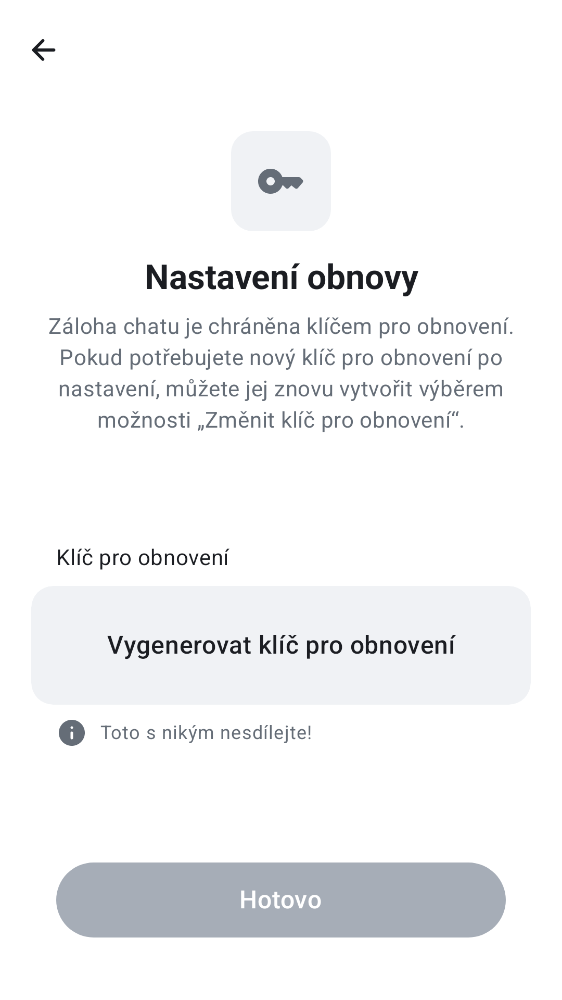 Nastavení obnovy
Záloha chatu je chráněna klíčem pro obnovení.
Pokud potřebujete nový klíč pro obnovení po
nastavení, můžete jej znovu vytvořit výběrem
možnosti „Změnit klíč pro obnovení“.
Klíč pro obnovení
Vygenerovat klíč pro obnovení
Toto s nikým nesdílejte!
Hotovo